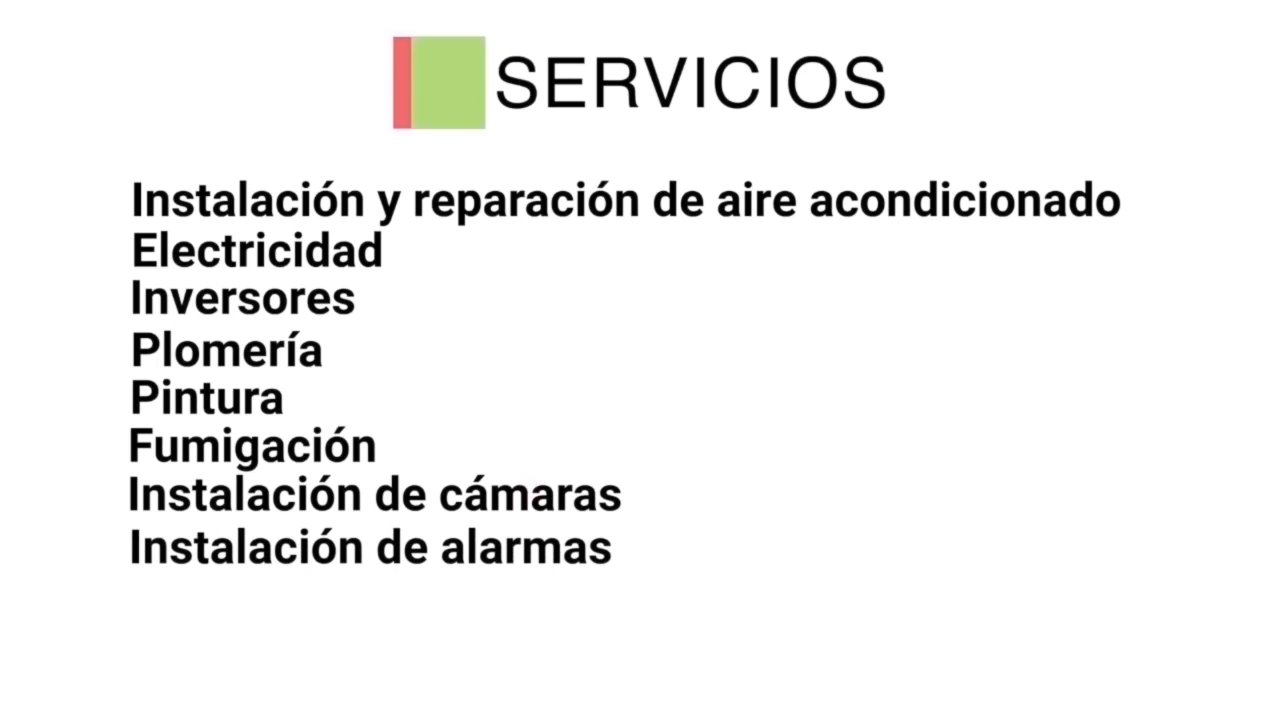 SERVICIOS
Instalación y reparación de aire acondicionado
Electricidad
Inversores
Plomería
Pintura
Fumigación
Instalación de cámaras
Instalación de alarmas